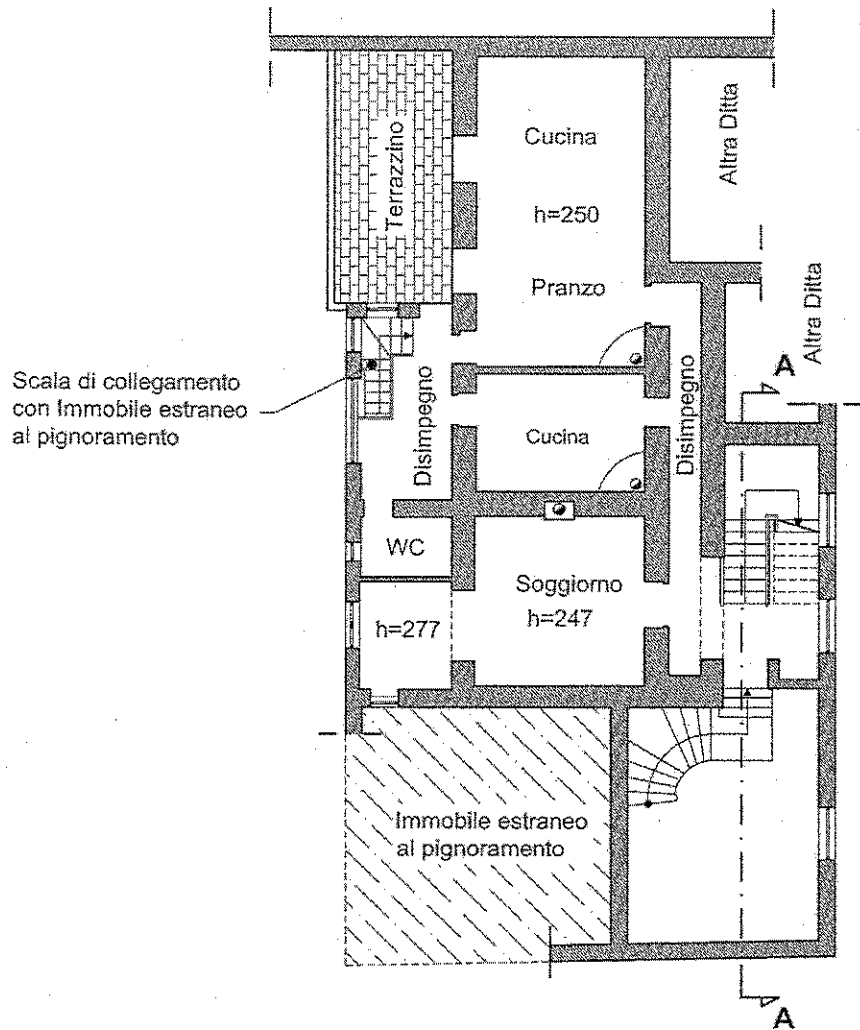 Terrazzino
Cucina
h=250
Pranzo
Altra Ditta
Altra Ditta
A
Scala di collegamento
con Immobile estraneo
al pignoramento
Disimpegno
Cucina
Disimpegno
WC
Soggiorno
h=247
h=277
Immobile estraneo
al pignoramento
A